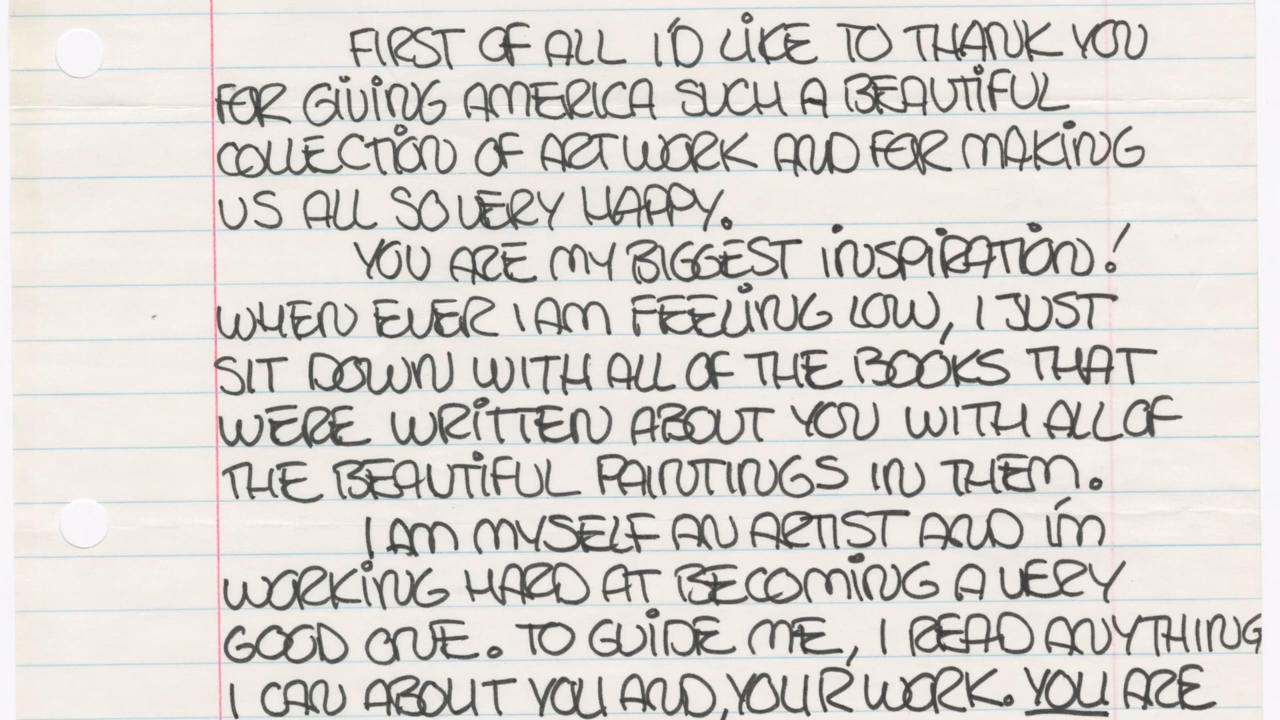 FIRST OF ALL I'D LIKE TO THANK YOU
FOR GIVING AMERICA SUCH A BEAUTIFUL
COLLECTION OF ART WORK AND FOR MAKING
US ALL SO VERY HAPPY.
YOU ARE MY BIGGEST INSPIRATION!
WHEN EVER I AM FEELING LOW, I JUST
SIT DOWN WITH ALL OF THE BOOKS THAT
WERE WRITTEN ABOUT YOU WITH ALL OF
THE BEAUTIFUL PAINTINGS IN THEM.
I AM MYSELF AN ARTIST AND I'M
WORKING HARD AT BECOMING A VERY
GOOD ONE. TO GUIDE ME, I READ ANYTHING
I CAN ABOUT YOU AND, YOUR WORK. YOU ARE